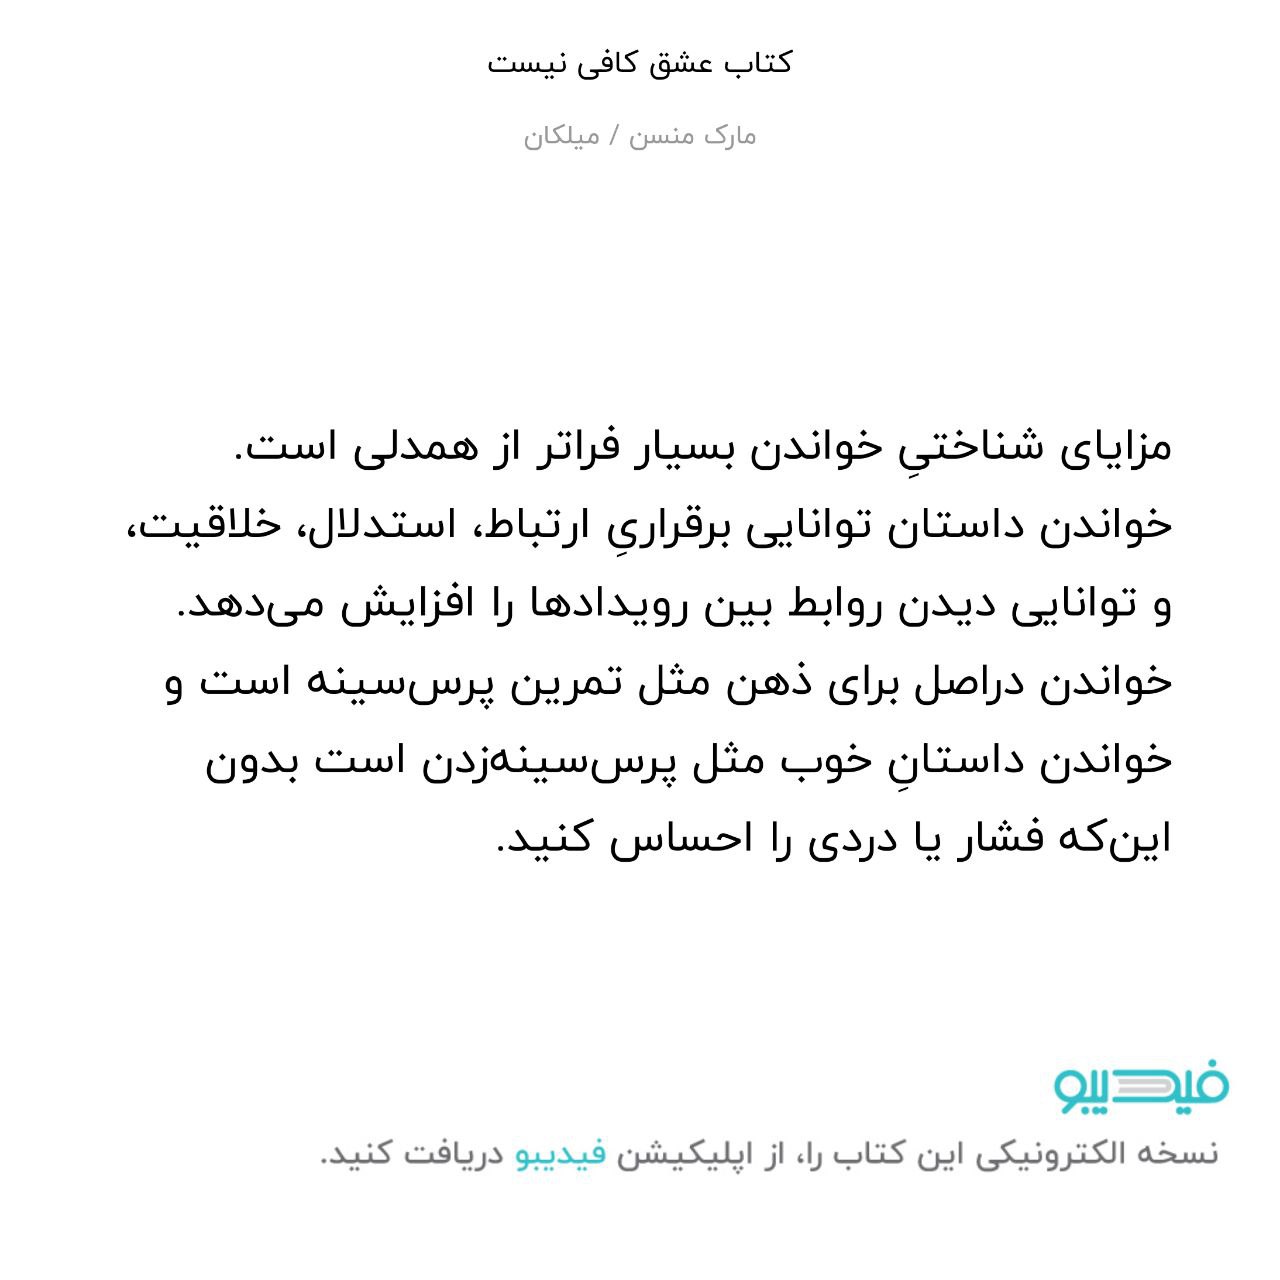 کتاب عشق کافی نیست
مارک منسن / میلکان
مزایای شناختیِ خواندن بسیار فراتر از همدلی است.
خواندن داستان توانایی برقراریِ ارتباط، استدلال، خلاقیت،
و توانایی دیدن روابط بین رویدادها را افزایش می‌دهد.
خواندن دراصل برای ذهن مثل تمرین پرس‌سینه است و
خواندن داستانِ خوب مثل پرس‌سینه‌زدن است بدون
این‌که فشار یا دردی را احساس کنید.
فیدیبو
نسخه الکترونیکی این کتاب را، از اپلیکیشن فیدیبو دریافت کنید.